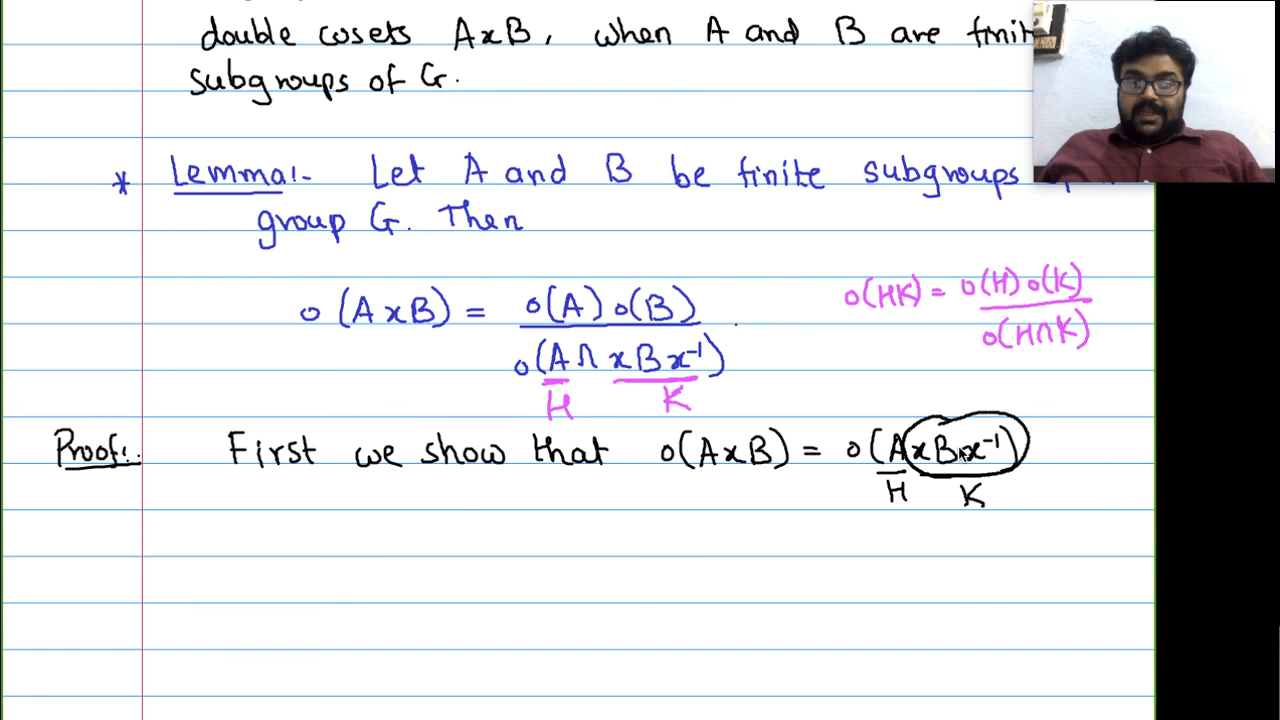 double cosets AxB, when A and B are finite
subgroups of G.
* Lemma:- Let A and B be finite subgroups
group G. Then
o(AxB) = o(A) o(B) / o(A ∩ xBx⁻¹)
H K
o(HK) = o(H) o(K) / o(H∩K)
Proof:. First we show that o(AxB) = o(AxBx⁻¹)
H K